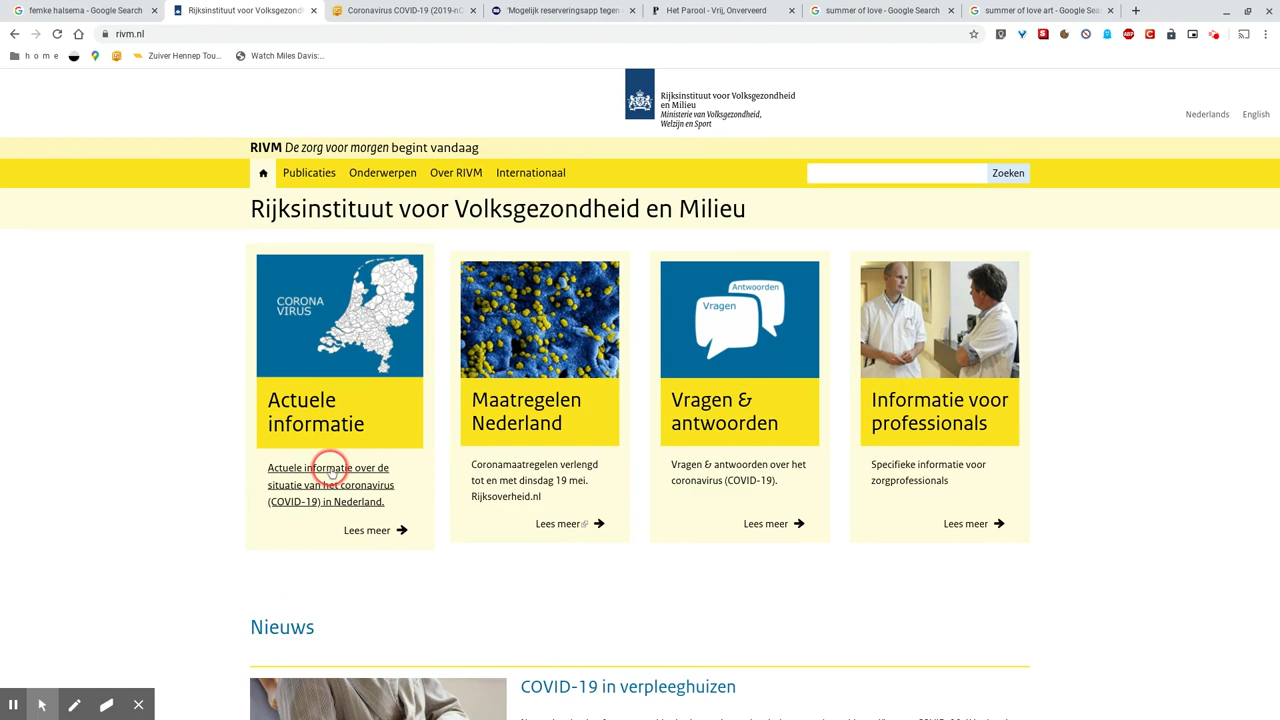 femke halsema - Google Search
Rijksinstituut voor Volksgezond
Coronavirus COVID-19 (2019-nC
'Mogelijk reserveringsapp tegen
Het Parool - Vrij, Onverveerd
summer of love - Google Search
summer of love art - Google Sea
rivm.nl
h o m e
Zuiver Hennep Tou...
Watch Miles Davis:...
Rijksinstituut voor Volksgezondheid
en Milieu
Ministerie van Volksgezondheid,
Welzijn en Sport
Nederlands
English
RIVM De zorg voor morgen begint vandaag
Publicaties
Onderwerpen
Over RIVM
Internationaal
Zoeken
Rijksinstituut voor Volksgezondheid en Milieu
CORONA
VIRUS
Actuele
informatie
Actuele informatie over de
situatie van het coronavirus
(COVID-19) in Nederland.
Lees meer
Maatregelen
Nederland
Coronamaatregelen verlengd
tot en met dinsdag 19 mei.
Rijksoverheid.nl
Lees meer
Vragen
Antwoorden
Vragen &
antwoorden
Vragen & antwoorden over het
coronavirus (COVID-19).
Lees meer
Informatie voor
professionals
Specifieke informatie voor
zorgprofessionals
Lees meer
Nieuws
COVID-19 in verpleeghuizen